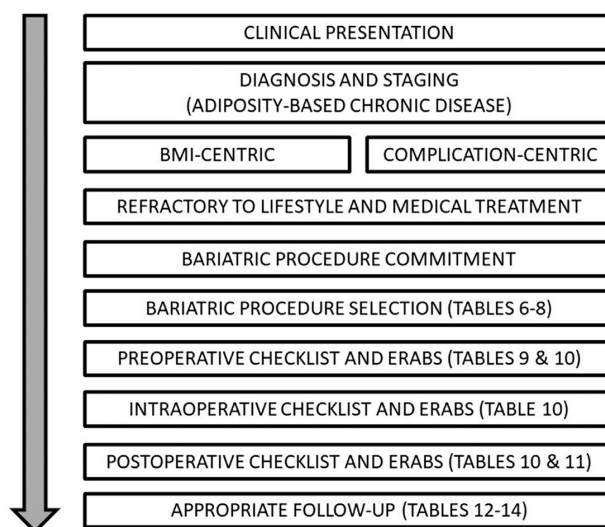 CLINICAL PRESENTATION
DIAGNOSIS AND STAGING
(ADIPOSITY-BASED CHRONIC DISEASE)
BMI-CENTRIC
COMPLICATION-CENTRIC
REFRACTORY TO LIFESTYLE AND MEDICAL TREATMENT
BARIATRIC PROCEDURE COMMITMENT
BARIATRIC PROCEDURE SELECTION (TABLES 6-8)
PREOPERATIVE CHECKLIST AND ERABS (TABLES 9 & 10)
INTRAOPERATIVE CHECKLIST AND ERABS (TABLE 10)
POSTOPERATIVE CHECKLIST AND ERABS (TABLES 10 & 11)
APPROPRIATE FOLLOW-UP (TABLES 12-14)